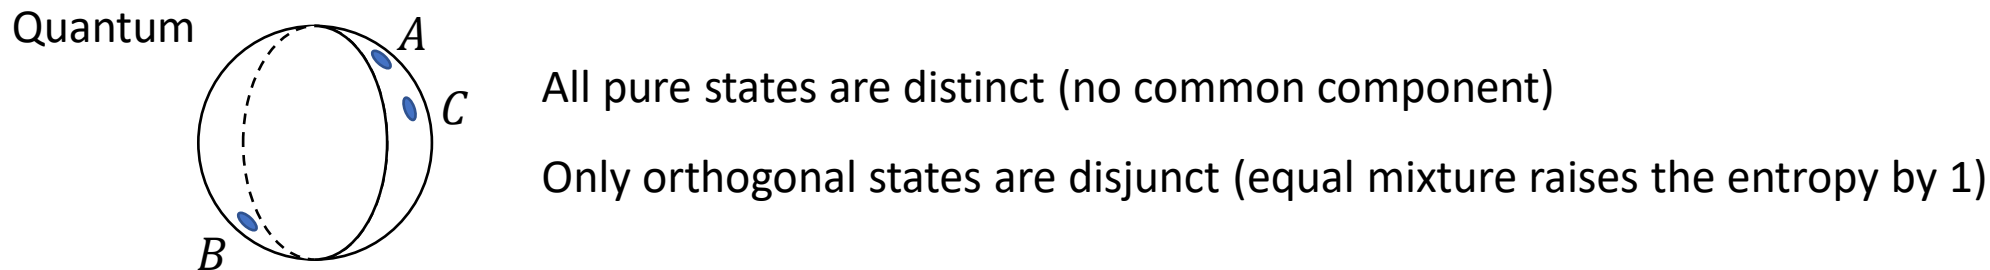 Quantum
A
C
B
All pure states are distinct (no common component)
Only orthogonal states are disjunct (equal mixture raises the entropy by 1)